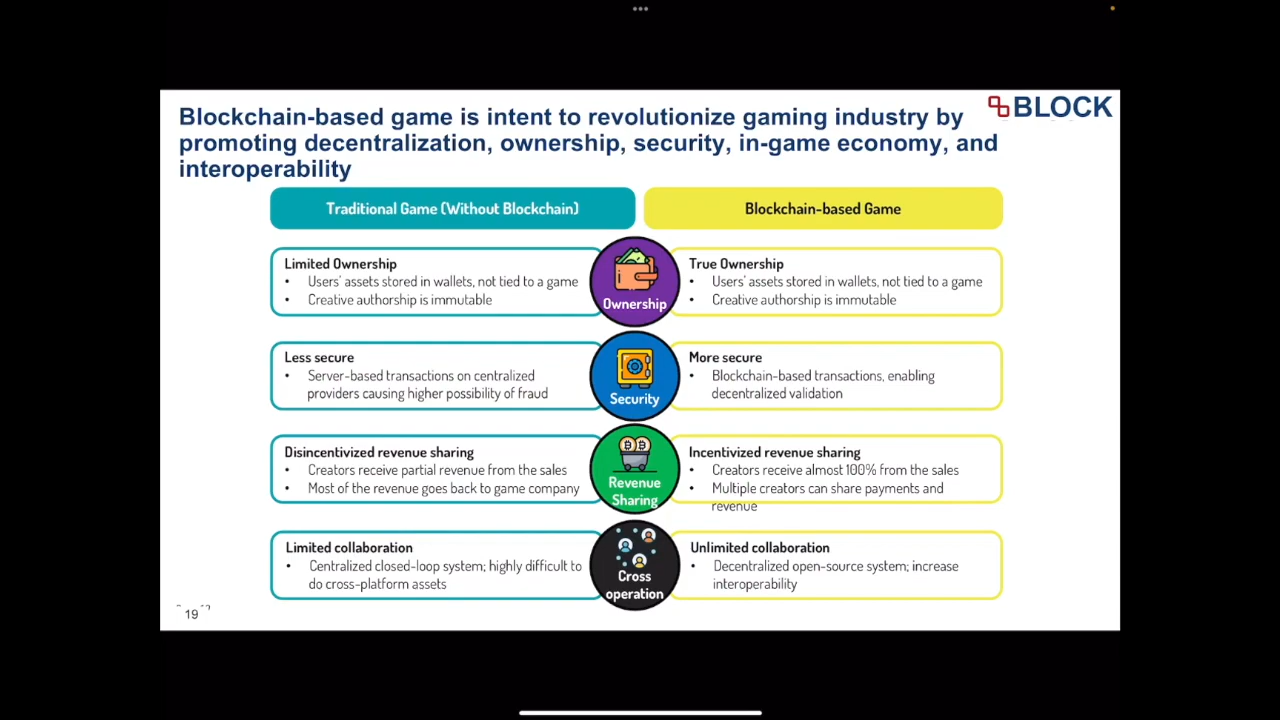 Blockchain-based game is intent to revolutionize gaming industry by
promoting decentralization, ownership, security, in-game economy, and
interoperability
BLOCK
Traditional Game (Without Blockchain)
Blockchain-based Game
Limited Ownership
• Users' assets stored in wallets, not tied to a game
• Creative authorship is immutable
Ownership
True Ownership
• Users' assets stored in wallets, not tied to a game
• Creative authorship is immutable
Less secure
• Server-based transactions on centralized
providers causing higher possibility of fraud
Security
More secure
• Blockchain-based transactions, enabling
decentralized validation
Disincentivized revenue sharing
• Creators receive partial revenue from the sales
• Most of the revenue goes back to game company
Revenue
Sharing
Incentivized revenue sharing
• Creators receive almost 100% from the sales
• Multiple creators can share payments and
revenue
Limited collaboration
• Centralized closed-loop system; highly difficult to
do cross-platform assets
Cross
operation
Unlimited collaboration
• Decentralized open-source system; increase
interoperability
19